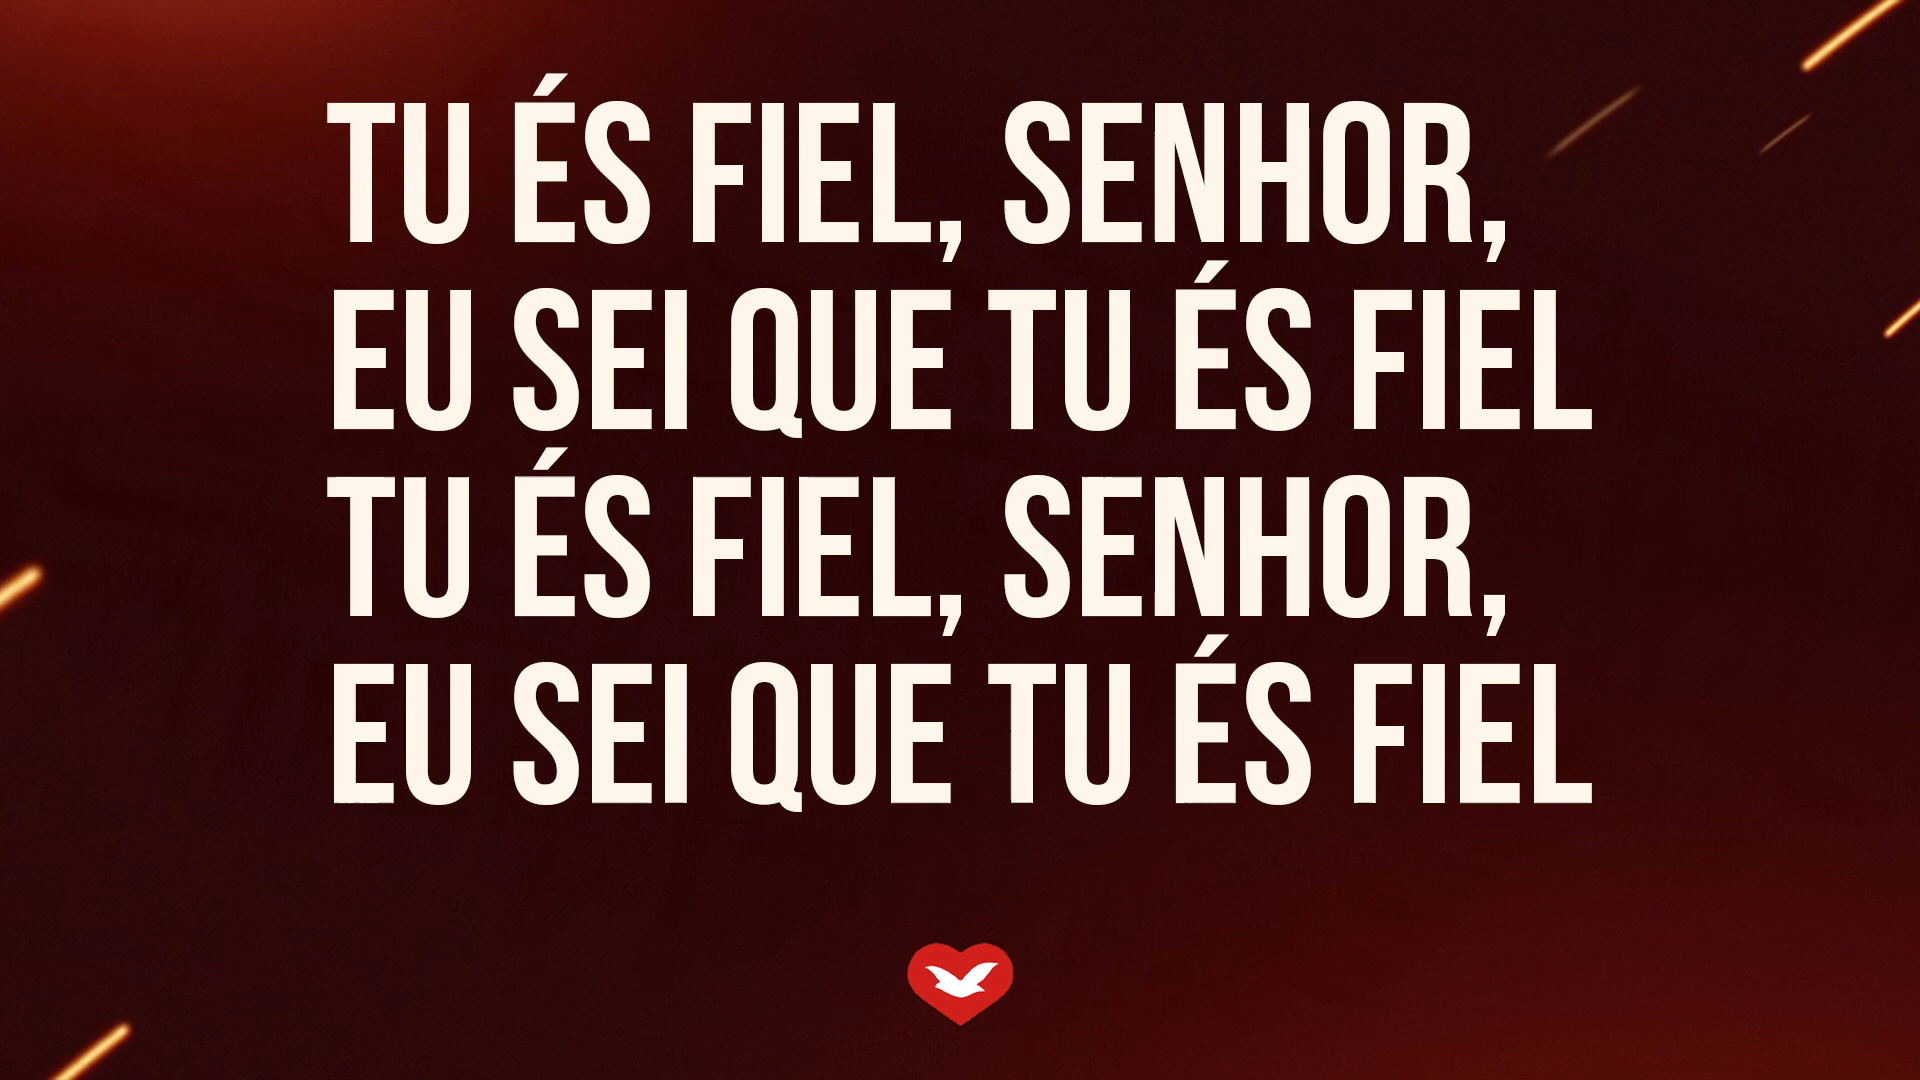 TU ÉS FIEL, SENHOR,
EU SEI QUE TU ÉS FIEL
TU ÉS FIEL, SENHOR,
EU SEI QUE TU ÉS FIEL